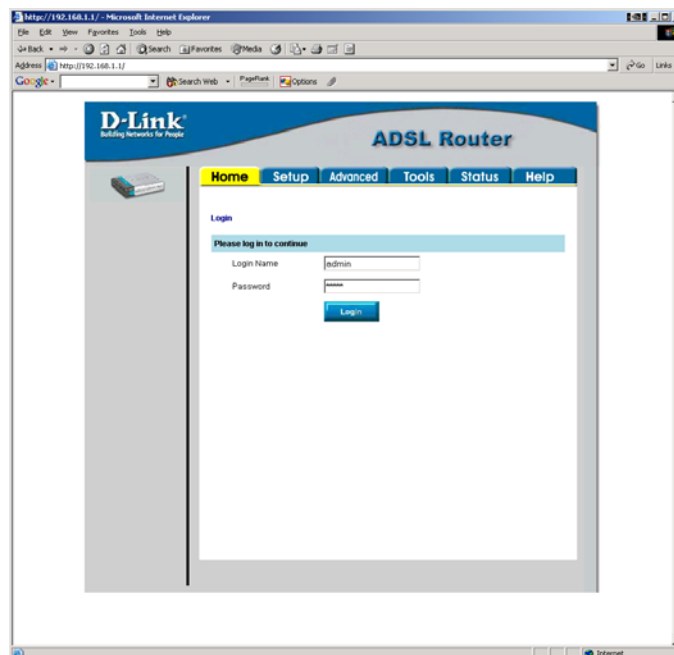 http://192.168.1.1/ - Microsoft Internet Explorer
File Edit View Favorites Tools Help
Back Search Favorites Media
Address http://192.168.1.1/ Go Links
Google Search Web PageRank Options
D-Link
Building Networks for People
ADSL Router
Home Setup Advanced Tools Status Help
Login
Please log in to continue
Login Name admin
Password *****
Login
Internet